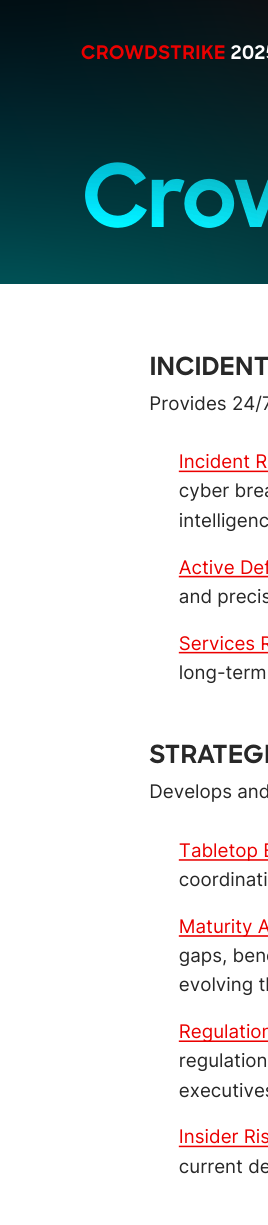 CROWDSTRIKE 2025
Crow
INCIDENT
Provides 24/7
Incident R
cyber brea
intelligenc
Active Def
and precis
Services R
long-term
STRATEGI
Develops and
Tabletop E
coordinati
Maturity A
gaps, benc
evolving th
Regulation
regulation
executives
Insider Ris
current de